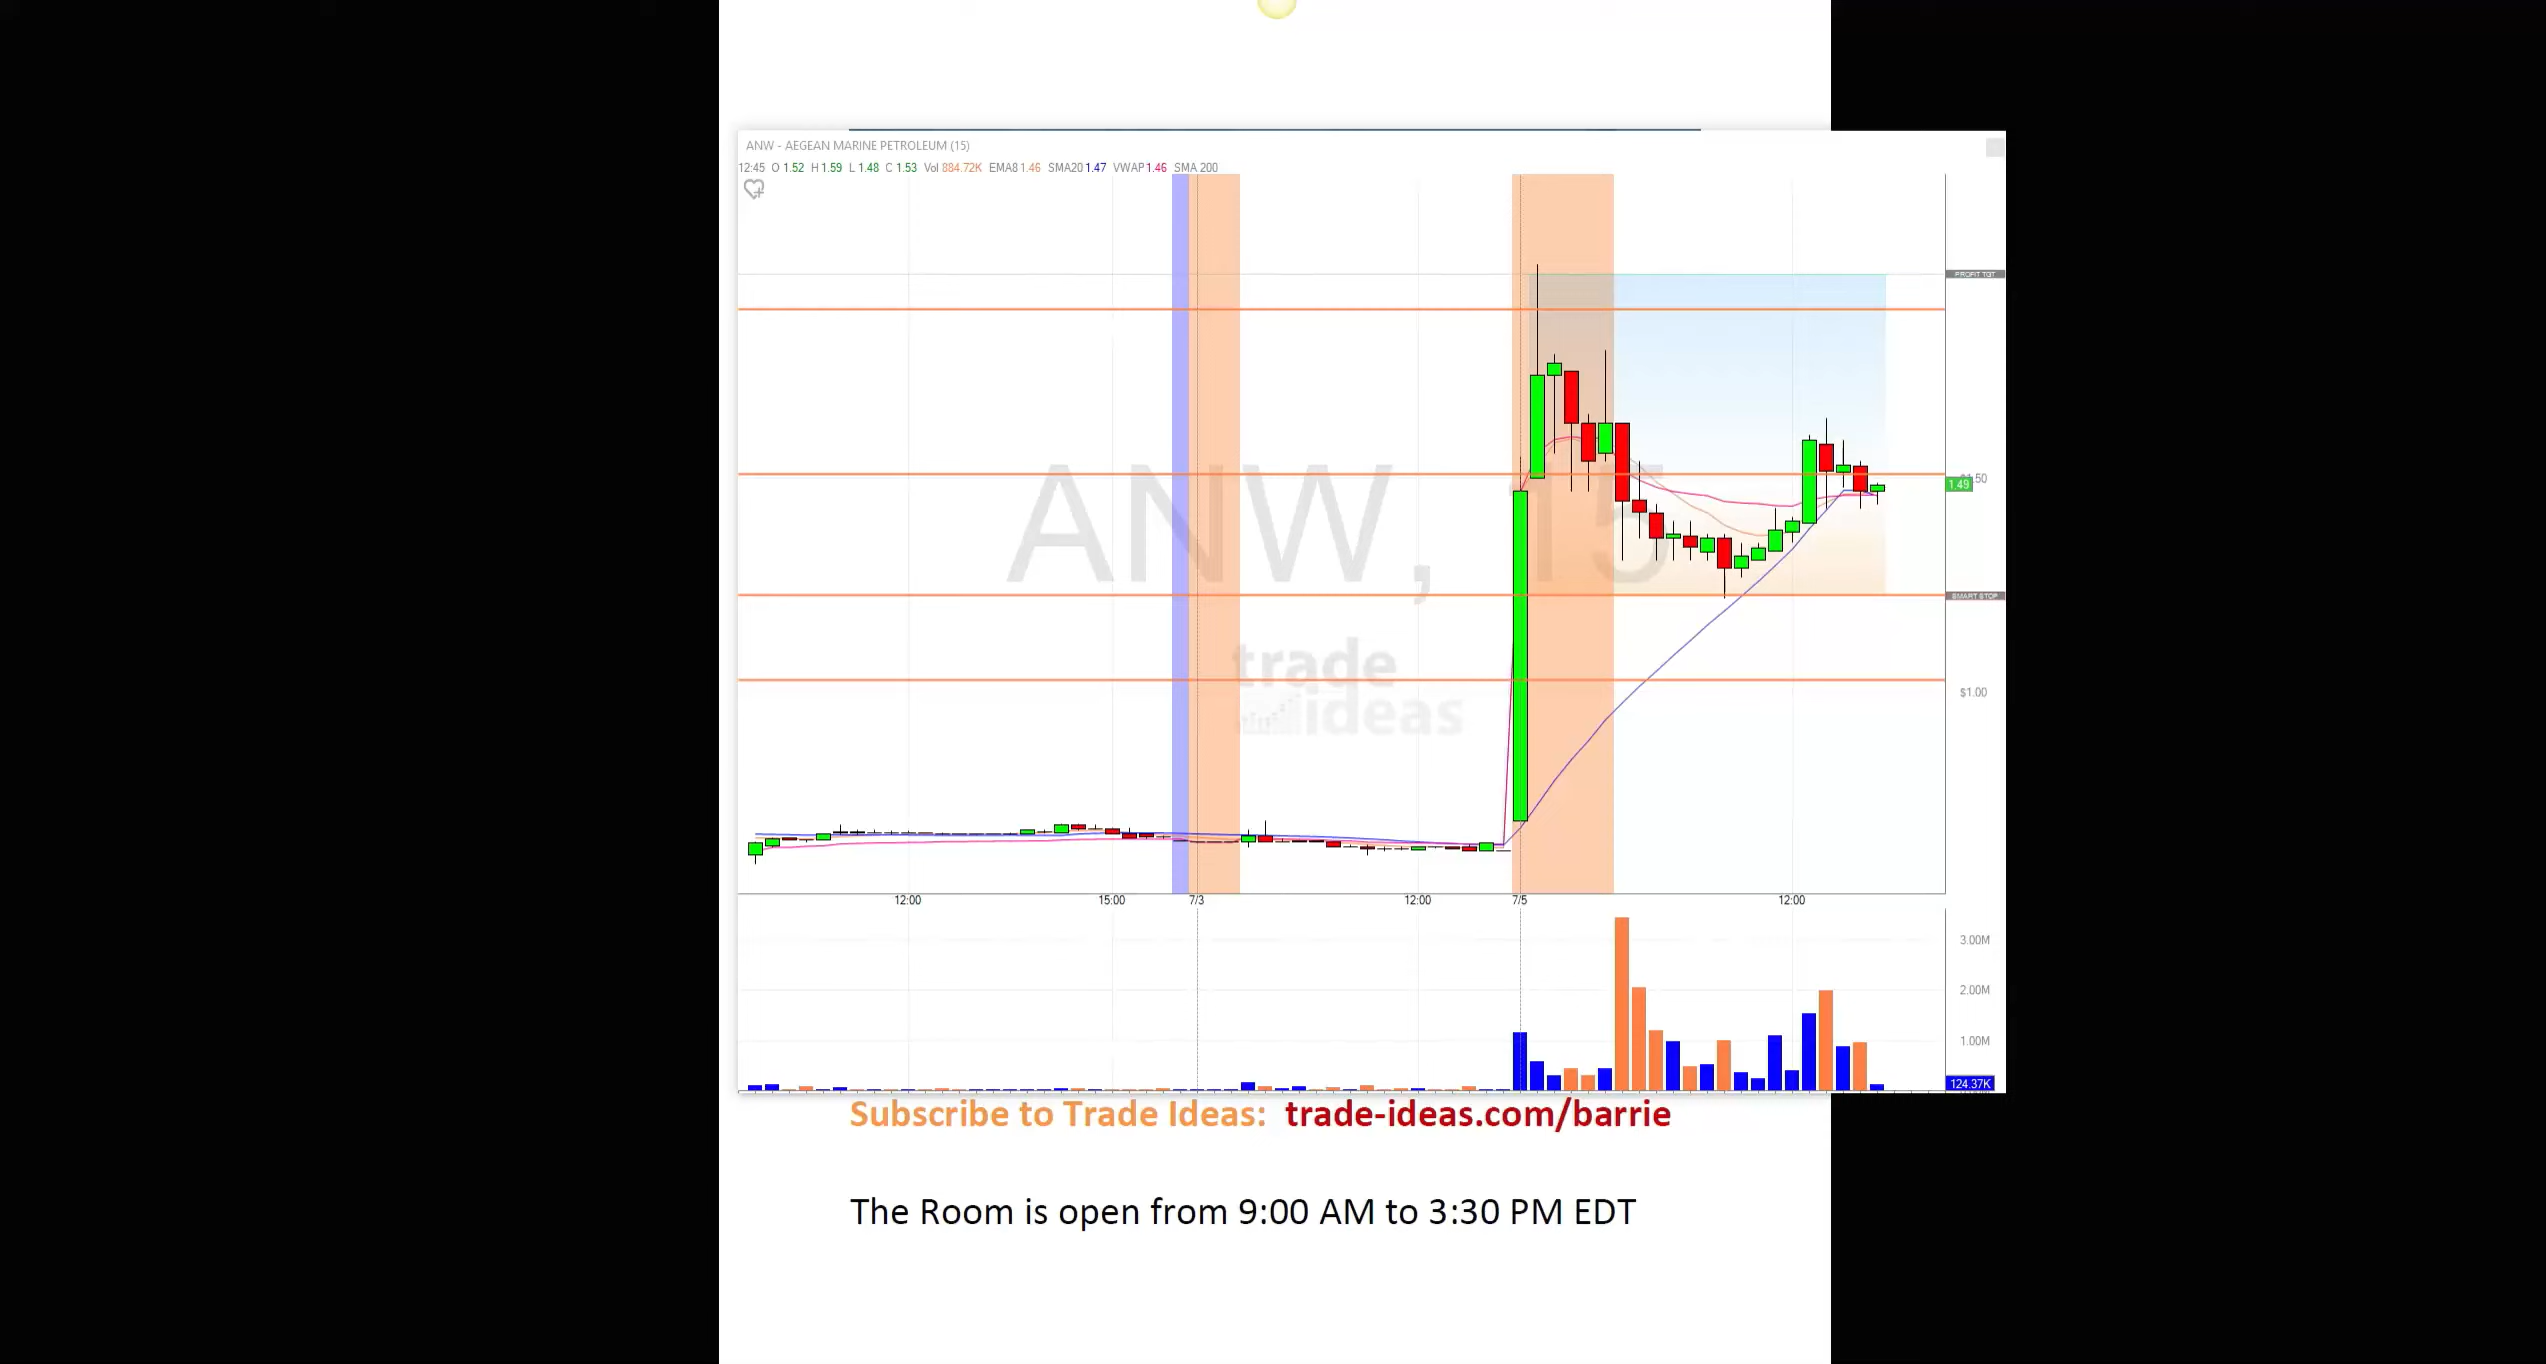 ANW - AEGEAN MARINE PETROLEUM (15)
12:45 O 1.52 H 1.59 L 1.48 C 1.53 Vol 884.72K EMA8 1.46 SMA20 1.47 VWAP 1.46 SMA 200
PROFIT TGT
ANW, 15
1.49
SMART STOP
trade
ideas
$1.00
12:00 15:00 7/3 12:00 7/5 12:00
3.00M
2.00M
1.00M
124.37K
Subscribe to Trade Ideas: trade-ideas.com/barrie
The Room is open from 9:00 AM to 3:30 PM EDT